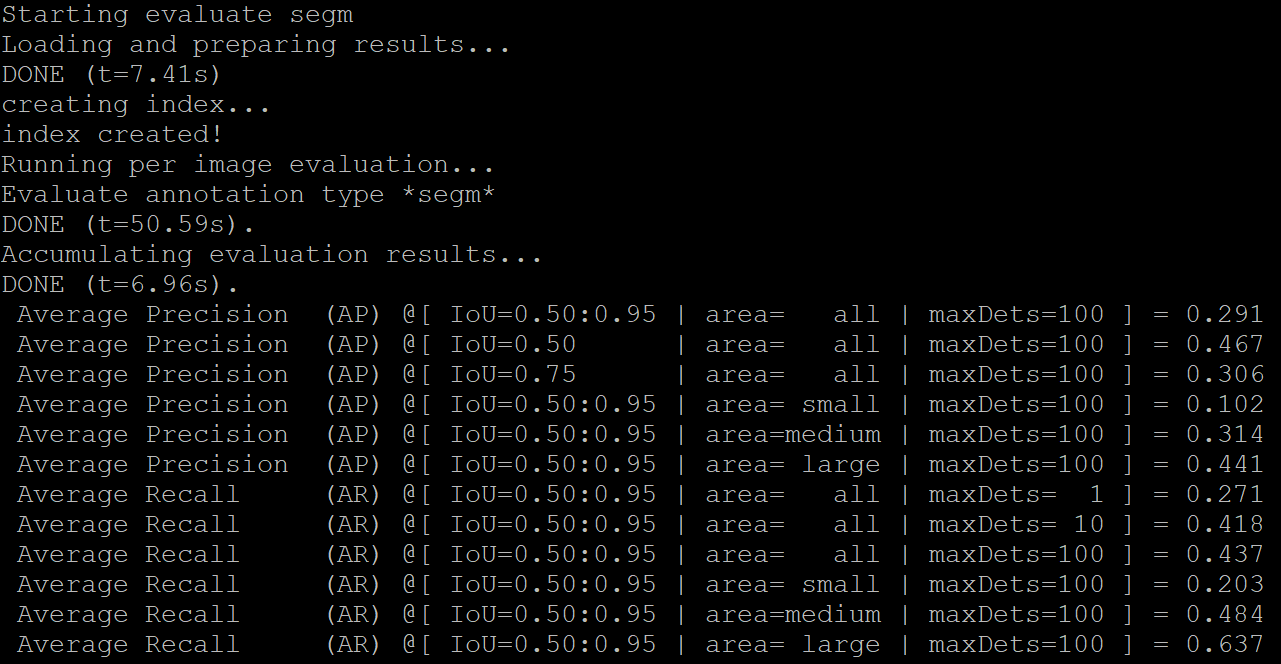 Starting evaluate segm
Loading and preparing results...
DONE (t=7.41s)
creating index...
index created!
Running per image evaluation...
Evaluate annotation type *segm*
DONE (t=50.59s).
Accumulating evaluation results...
DONE (t=6.96s).
 Average Precision  (AP) @[ IoU=0.50:0.95 | area=   all | maxDets=100 ] = 0.291
 Average Precision  (AP) @[ IoU=0.50      | area=   all | maxDets=100 ] = 0.467
 Average Precision  (AP) @[ IoU=0.75      | area=   all | maxDets=100 ] = 0.306
 Average Precision  (AP) @[ IoU=0.50:0.95 | area= small | maxDets=100 ] = 0.102
 Average Precision  (AP) @[ IoU=0.50:0.95 | area=medium | maxDets=100 ] = 0.314
 Average Precision  (AP) @[ IoU=0.50:0.95 | area= large | maxDets=100 ] = 0.441
 Average Recall     (AR) @[ IoU=0.50:0.95 | area=   all | maxDets=  1 ] = 0.271
 Average Recall     (AR) @[ IoU=0.50:0.95 | area=   all | maxDets= 10 ] = 0.418
 Average Recall     (AR) @[ IoU=0.50:0.95 | area=   all | maxDets=100 ] = 0.437
 Average Recall     (AR) @[ IoU=0.50:0.95 | area= small | maxDets=100 ] = 0.203
 Average Recall     (AR) @[ IoU=0.50:0.95 | area=medium | maxDets=100 ] = 0.484
 Average Recall     (AR) @[ IoU=0.50:0.95 | area= large | maxDets=100 ] = 0.637